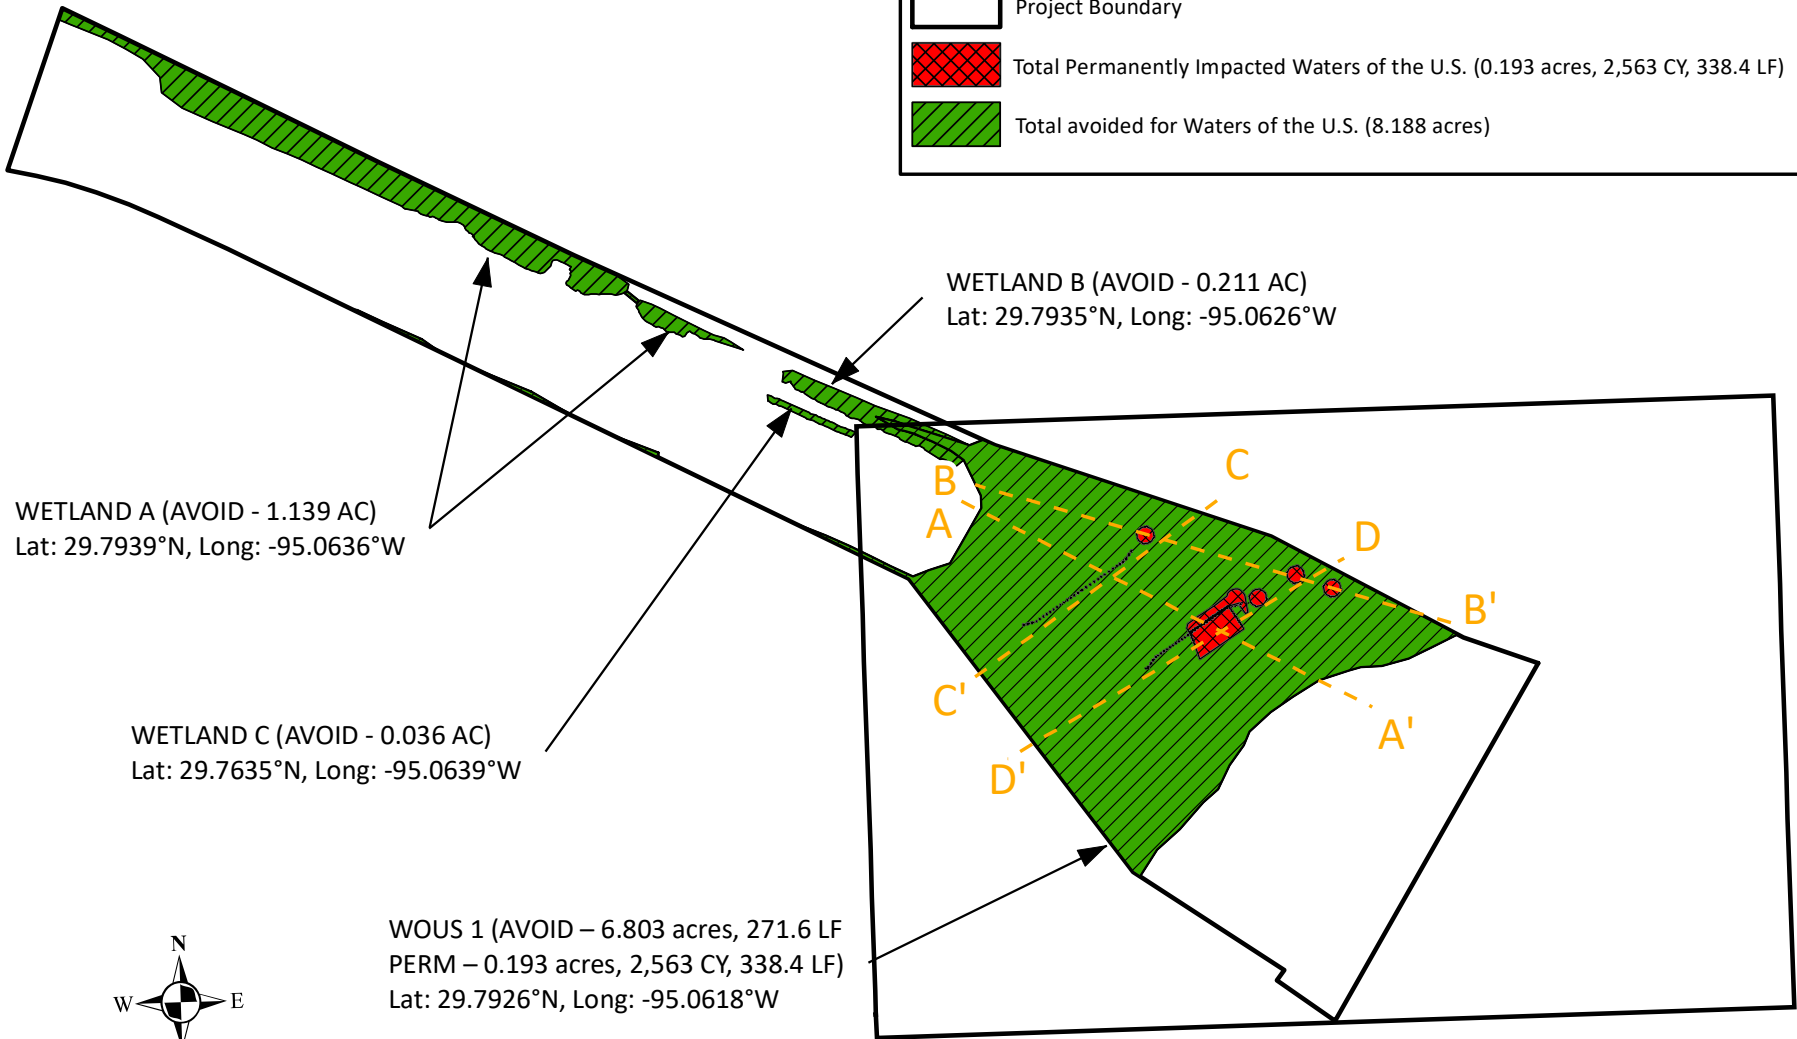 Project Boundary
Total Permanently Impacted Waters of the U.S. (0.193 acres, 2,563 CY, 338.4 LF)
Total avoided for Waters of the U.S. (8.188 acres)
WETLAND B (AVOID - 0.211 AC)
Lat: 29.7935°N, Long: -95.0626°W
WETLAND A (AVOID - 1.139 AC)
Lat: 29.7939°N, Long: -95.0636°W
B
A
C
D
B'
C'
A'
D'
WETLAND C (AVOID - 0.036 AC)
Lat: 29.7635°N, Long: -95.0639°W
WOUS 1 (AVOID – 6.803 acres, 271.6 LF
PERM – 0.193 acres, 2,563 CY, 338.4 LF)
Lat: 29.7926°N, Long: -95.0618°W
N
W
E